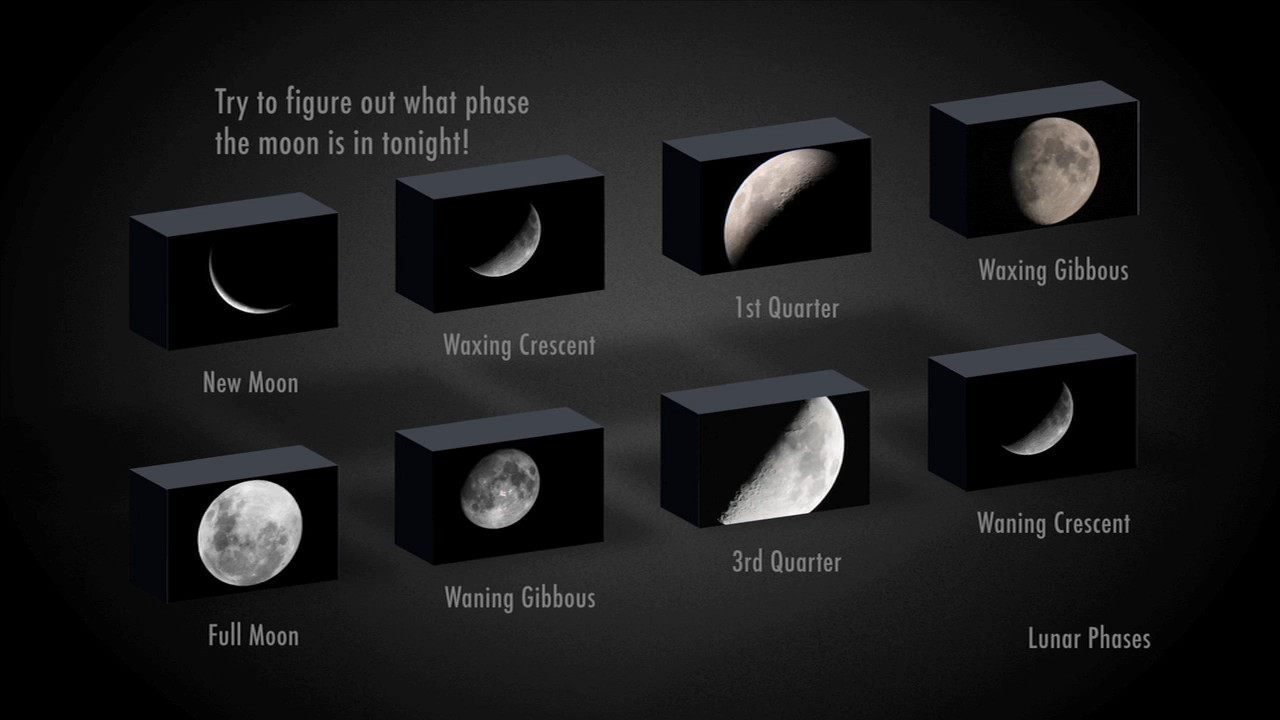 Try to figure out what phase
the moon is in tonight!
New Moon
Waxing Crescent
1st Quarter
Waxing Gibbous
Full Moon
Waning Gibbous
3rd Quarter
Waning Crescent
Lunar Phases